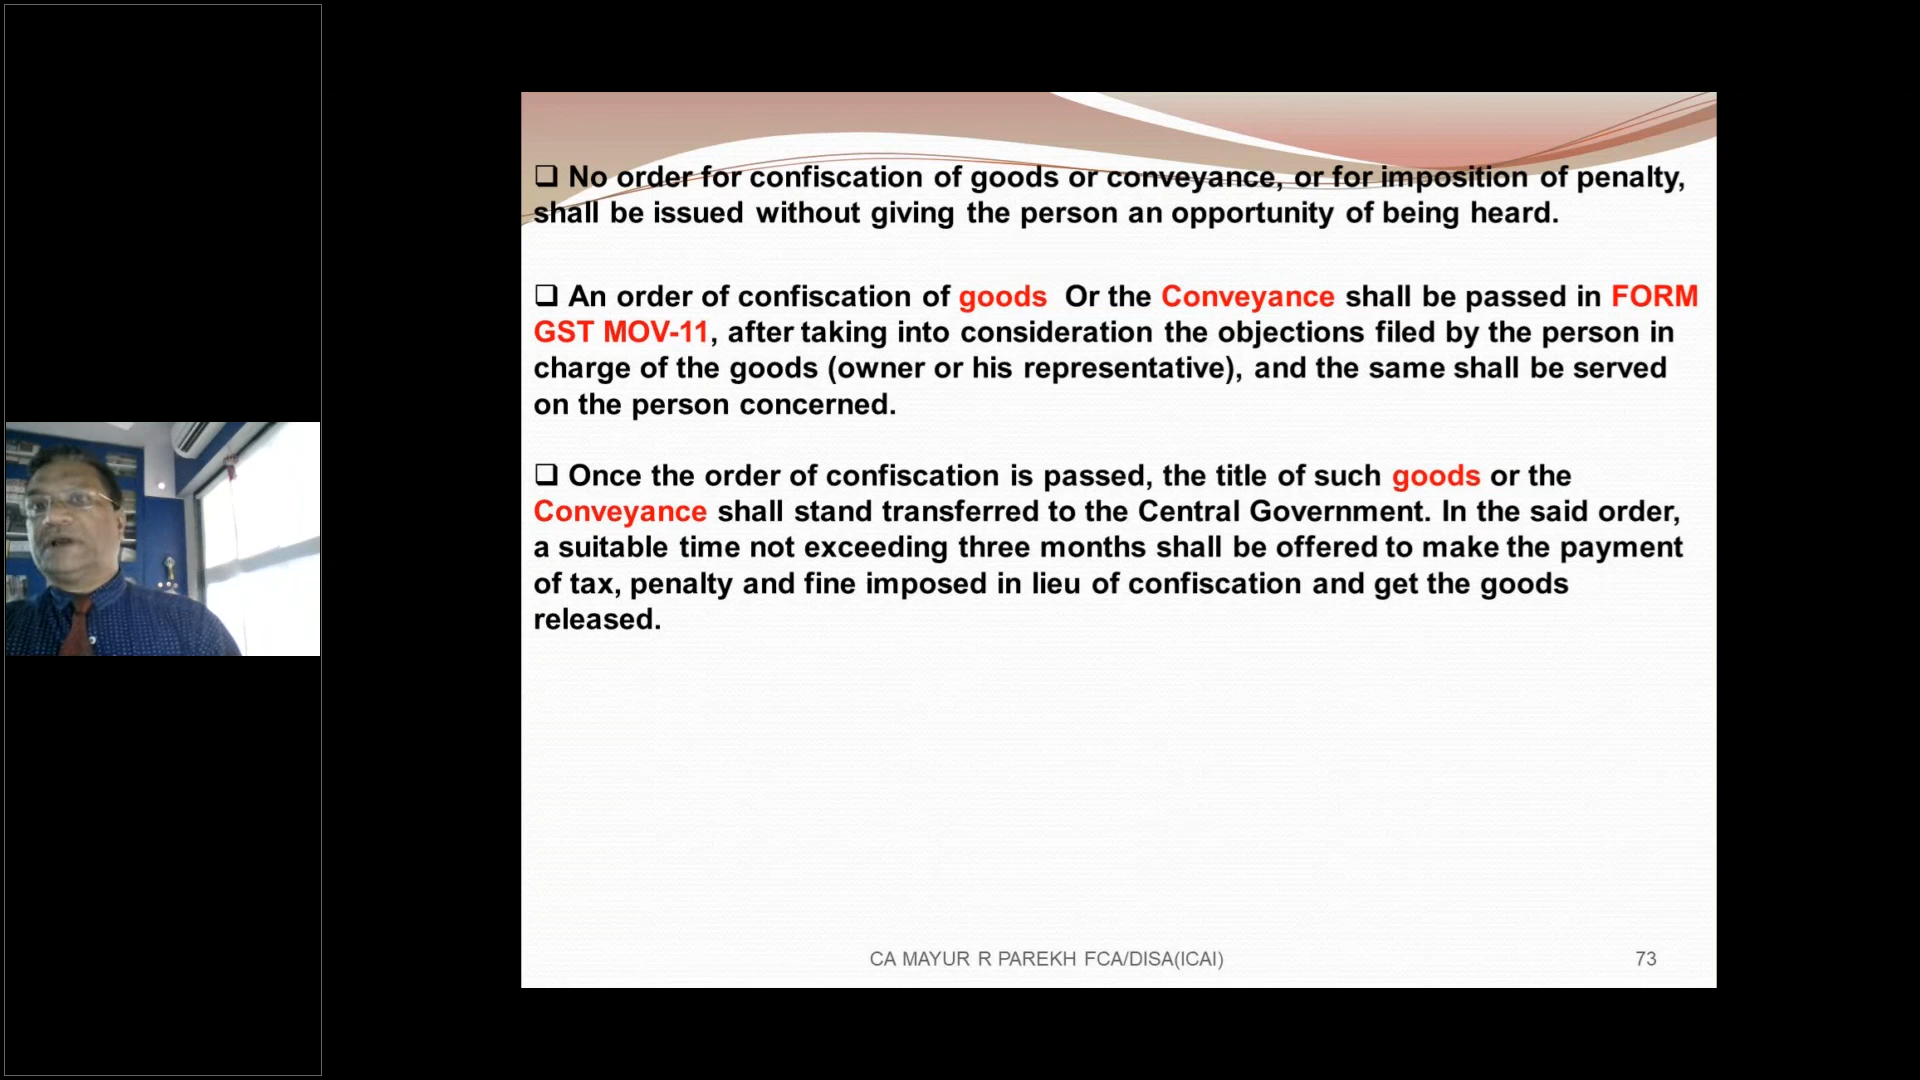 ❑ No order for confiscation of goods or conveyance, or for imposition of penalty,
shall be issued without giving the person an opportunity of being heard.
❑ An order of confiscation of goods Or the Conveyance shall be passed in FORM
GST MOV-11, after taking into consideration the objections filed by the person in
charge of the goods (owner or his representative), and the same shall be served
on the person concerned.
❑ Once the order of confiscation is passed, the title of such goods or the
Conveyance shall stand transferred to the Central Government. In the said order,
a suitable time not exceeding three months shall be offered to make the payment
of tax, penalty and fine imposed in lieu of confiscation and get the goods
released.
CA MAYUR R PAREKH FCA/DISA(ICAI)
73